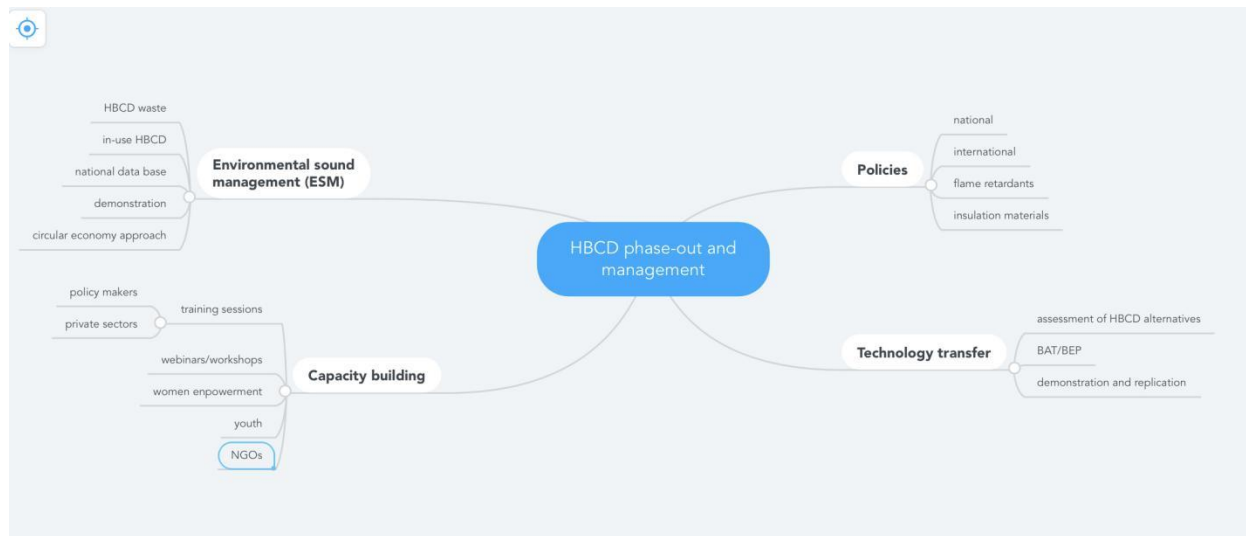 HBCD phase-out and
management
Environmental sound
management (ESM)
HBCD waste
in-use HBCD
national data base
demonstration
circular economy approach
Capacity building
training sessions
policy makers
private sectors
webinars/workshops
women enpowerment
youth
NGOs
Policies
national
international
flame retardants
insulation materials
Technology transfer
assessment of HBCD alternatives
BAT/BEP
demonstration and replication